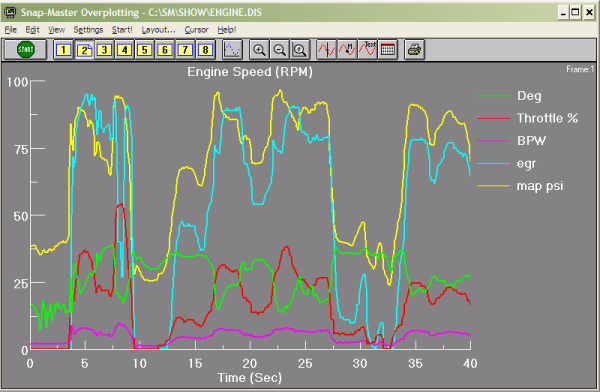 Snap-Master Overplotting - C:\SM\SHOW\ENGINE.DIS
File Edit View Settings Start! Layout... Cursor Help!
start 1 2 3 4 5 6 7 8 M Text
Engine Speed (RPM)
Frame:1
100
75
50
25
0
Deg
Throttle %
BPW
egr
map psi
0 5 10 15 20 25 30 35 40
Time (Sec)